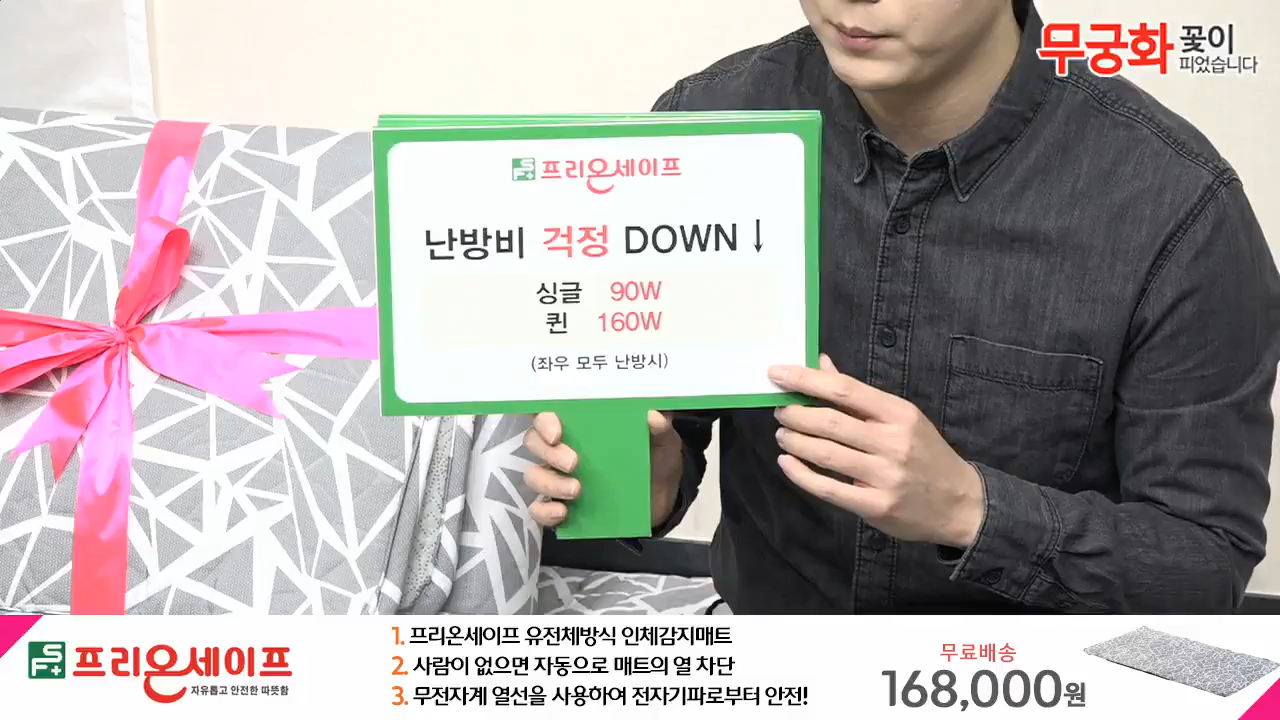 무궁화 꽃이
피었습니다
SF+ 프리온세이프
난방비 걱정 DOWN↓
싱글 90W
퀸 160W
(좌우 모두 난방시)
SF+ 프리온세이프
자유롭고 안전한 따뜻함
1. 프리온세이프 유전체방식 인체감지매트
2. 사람이 없으면 자동으로 매트의 열 차단
3. 무전자계 열선을 사용하여 전자기파로부터 안전!
무료배송
168,000원